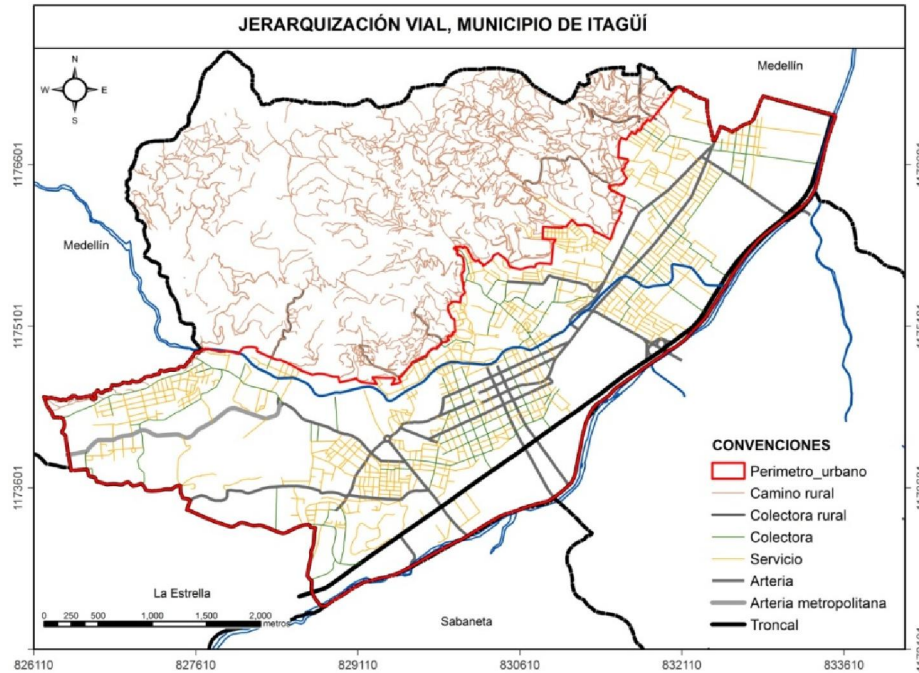 JERARQUIZACIÓN VIAL, MUNICIPIO DE ITAGÜÍ
N
W E
S
Medellín
Medellín
La Estrella
Sabaneta
0 250 500 1,000 1,500 2,000
metros
CONVENCIONES
Perimetro_urbano
Camino rural
Colectora rural
Colectora
Servicio
Arteria
Arteria metropolitana
Troncal
1176601
1175101
1173601
826110 827610 829110 830610 832110 833610